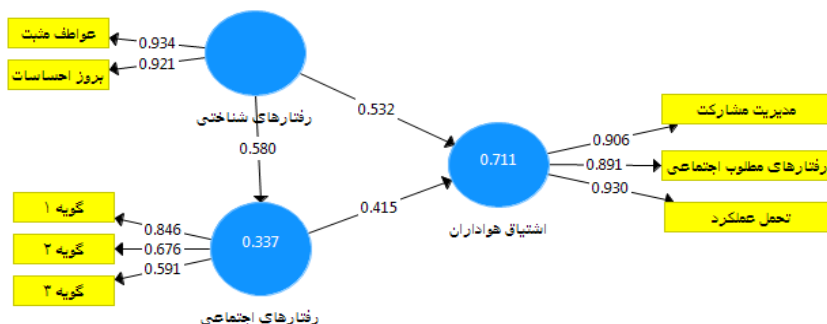 عواطف مثبت
0.934
0.921
بروز احساسات
رفتارهای شناختی
0.532
0.580
مدیریت مشارکت
0.906
0.711
0.891
رفتارهای مطلوب اجتماعی
0.930
تحمل عملکرد
اشتیاق هواداران
0.415
گویه ۱
0.846
گویه ۲
0.676
0.337
0.591
گویه ۳
رفتارهای اجتماعی